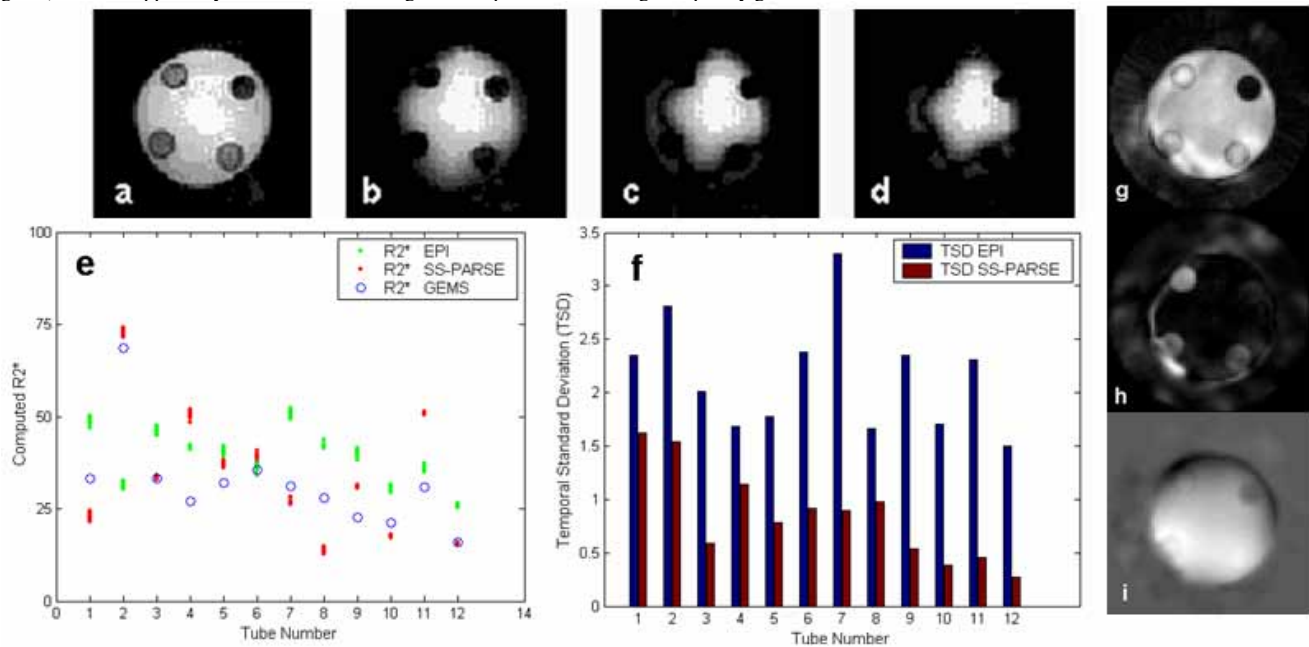 a
b
c
d
g
h
i
e
100
75
50
25
0
Computed R2*
R2* EPI
R2* SS-PARSE
R2* GEMS
0 1 2 3 4 5 6 7 8 9 10 11 12 14
Tube Number
f
3.5
3
2.5
2
1.5
1
0.5
0
Temporal Standard Deviation (TSD)
TSD EPI
TSD SS-PARSE
1 2 3 4 5 6 7 8 9 10 11 12
Tube Number